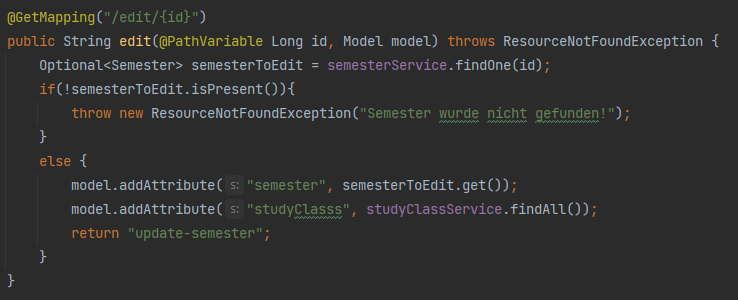 @GetMapping("/edit/{id}")
public String edit(@PathVariable Long id, Model model) throws ResourceNotFoundException {
Optional<Semester> semesterToEdit = semesterService.findOne(id);
if(!semesterToEdit.isPresent()){
throw new ResourceNotFoundException("Semester wurde nicht gefunden!");
}
else {
model.addAttribute( s: "semester", semesterToEdit.get());
model.addAttribute( s: "studyClasss", studyClassService.findAll());
return "update-semester";
}
}